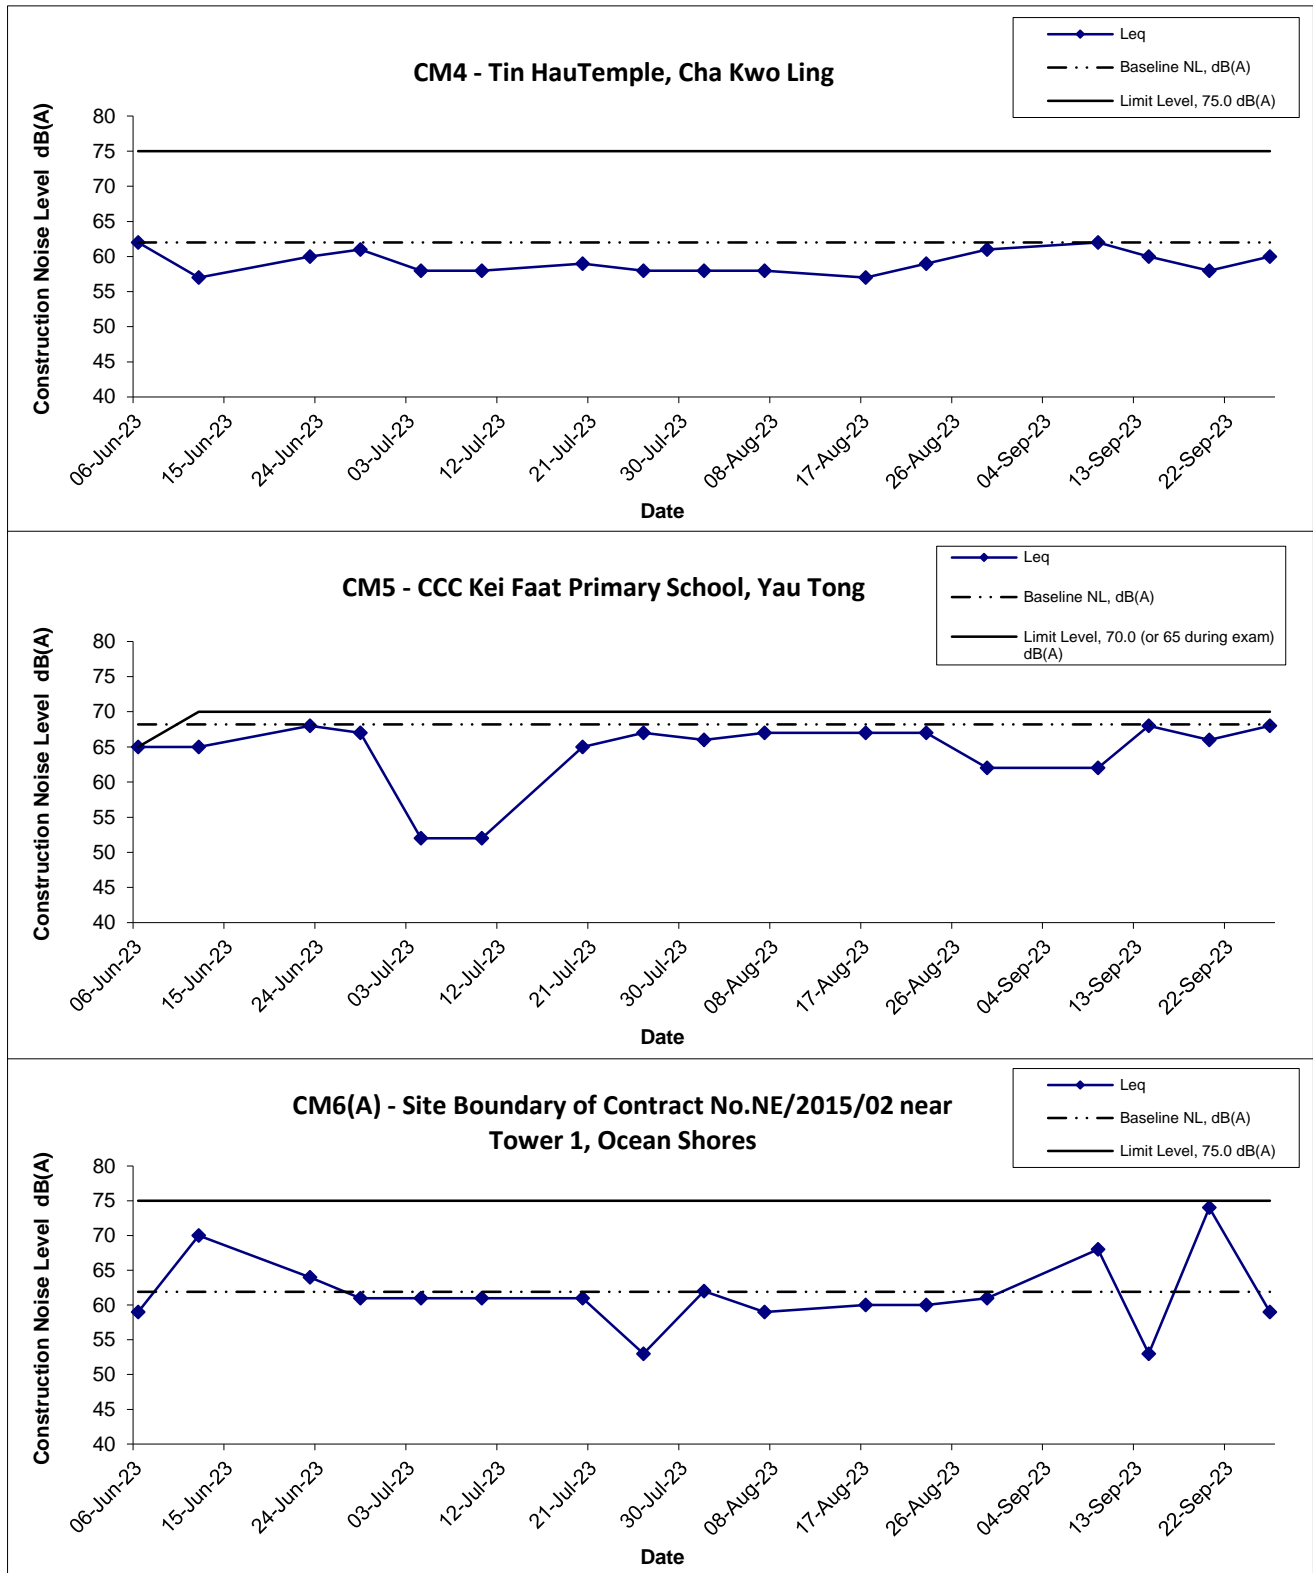 Leq
Baseline NL, dB(A)
Limit Level, 75.0 dB(A)
CM4 - Tin HauTemple, Cha Kwo Ling
Construction Noise Level dB(A)
80
75
70
65
60
55
50
45
40
06-Jun-23
15-Jun-23
24-Jun-23
03-Jul-23
12-Jul-23
21-Jul-23
30-Jul-23
08-Aug-23
17-Aug-23
26-Aug-23
04-Sep-23
13-Sep-23
22-Sep-23
Date
Leq
Baseline NL, dB(A)
Limit Level, 70.0 (or 65 during exam)
dB(A)
CM5 - CCC Kei Faat Primary School, Yau Tong
Construction Noise Level dB(A)
80
75
70
65
60
55
50
45
40
06-Jun-23
15-Jun-23
24-Jun-23
03-Jul-23
12-Jul-23
21-Jul-23
30-Jul-23
08-Aug-23
17-Aug-23
26-Aug-23
04-Sep-23
13-Sep-23
22-Sep-23
Date
Leq
Baseline NL, dB(A)
Limit Level, 75.0 dB(A)
CM6(A) - Site Boundary of Contract No.NE/2015/02 near
Tower 1, Ocean Shores
Construction Noise Level dB(A)
80
75
70
65
60
55
50
45
40
06-Jun-23
15-Jun-23
24-Jun-23
03-Jul-23
12-Jul-23
21-Jul-23
30-Jul-23
08-Aug-23
17-Aug-23
26-Aug-23
04-Sep-23
13-Sep-23
22-Sep-23
Date